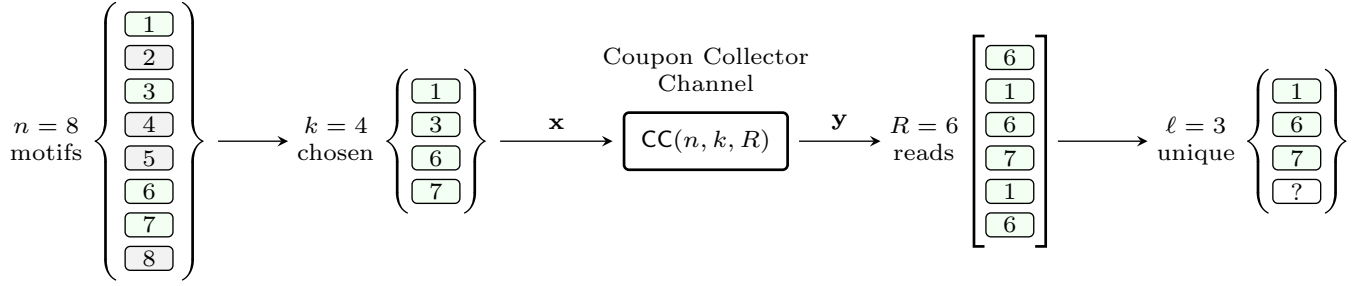 n = 8
motifs
1
2
3
4
5
6
7
8
k = 4
chosen
1
3
6
7
x
Coupon Collector
Channel
CC(n, k, R)
y
R = 6
reads
6
1
6
7
1
6
ℓ = 3
unique
1
6
7
?